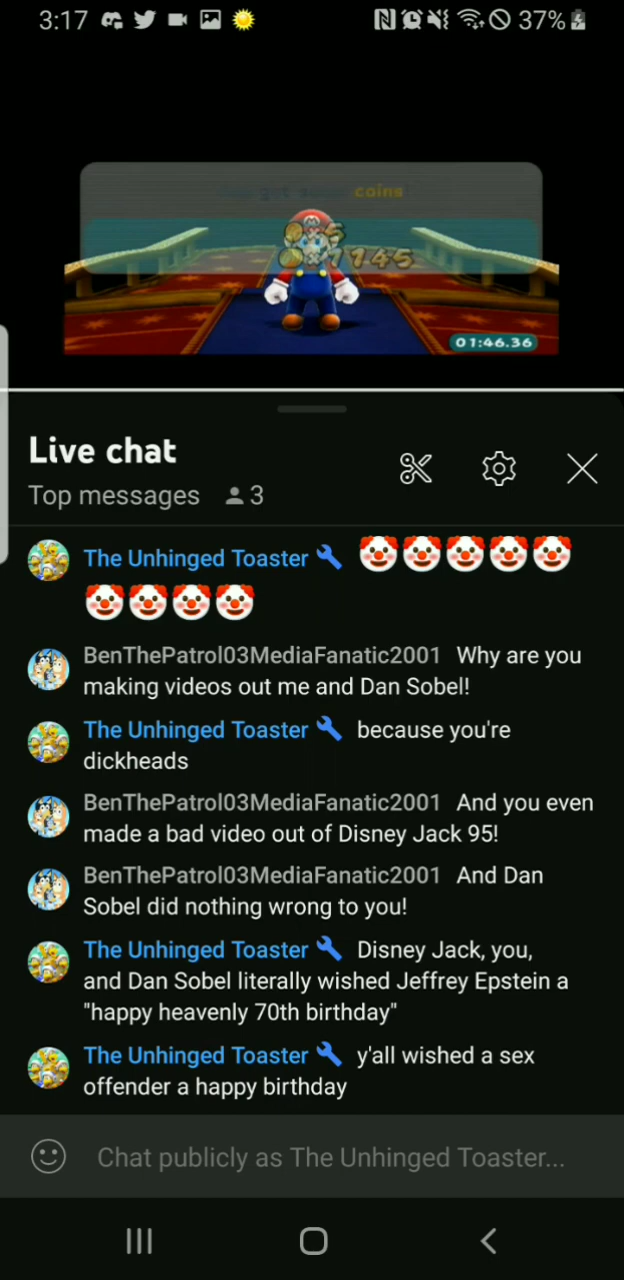 3:17
37%
coins
01:46.36
Live chat
Top messages 3
The Unhinged Toaster 🔧 🤡🤡🤡🤡🤡
🤡🤡🤡🤡
BenThePatrol03MediaFanatic2001 Why are you
making videos out me and Dan Sobel!
The Unhinged Toaster 🔧 because you're
dickheads
BenThePatrol03MediaFanatic2001 And you even
made a bad video out of Disney Jack 95!
BenThePatrol03MediaFanatic2001 And Dan
Sobel did nothing wrong to you!
The Unhinged Toaster 🔧 Disney Jack, you,
and Dan Sobel literally wished Jeffrey Epstein a
"happy heavenly 70th birthday"
The Unhinged Toaster 🔧 y'all wished a sex
offender a happy birthday
Chat publicly as The Unhinged Toaster...